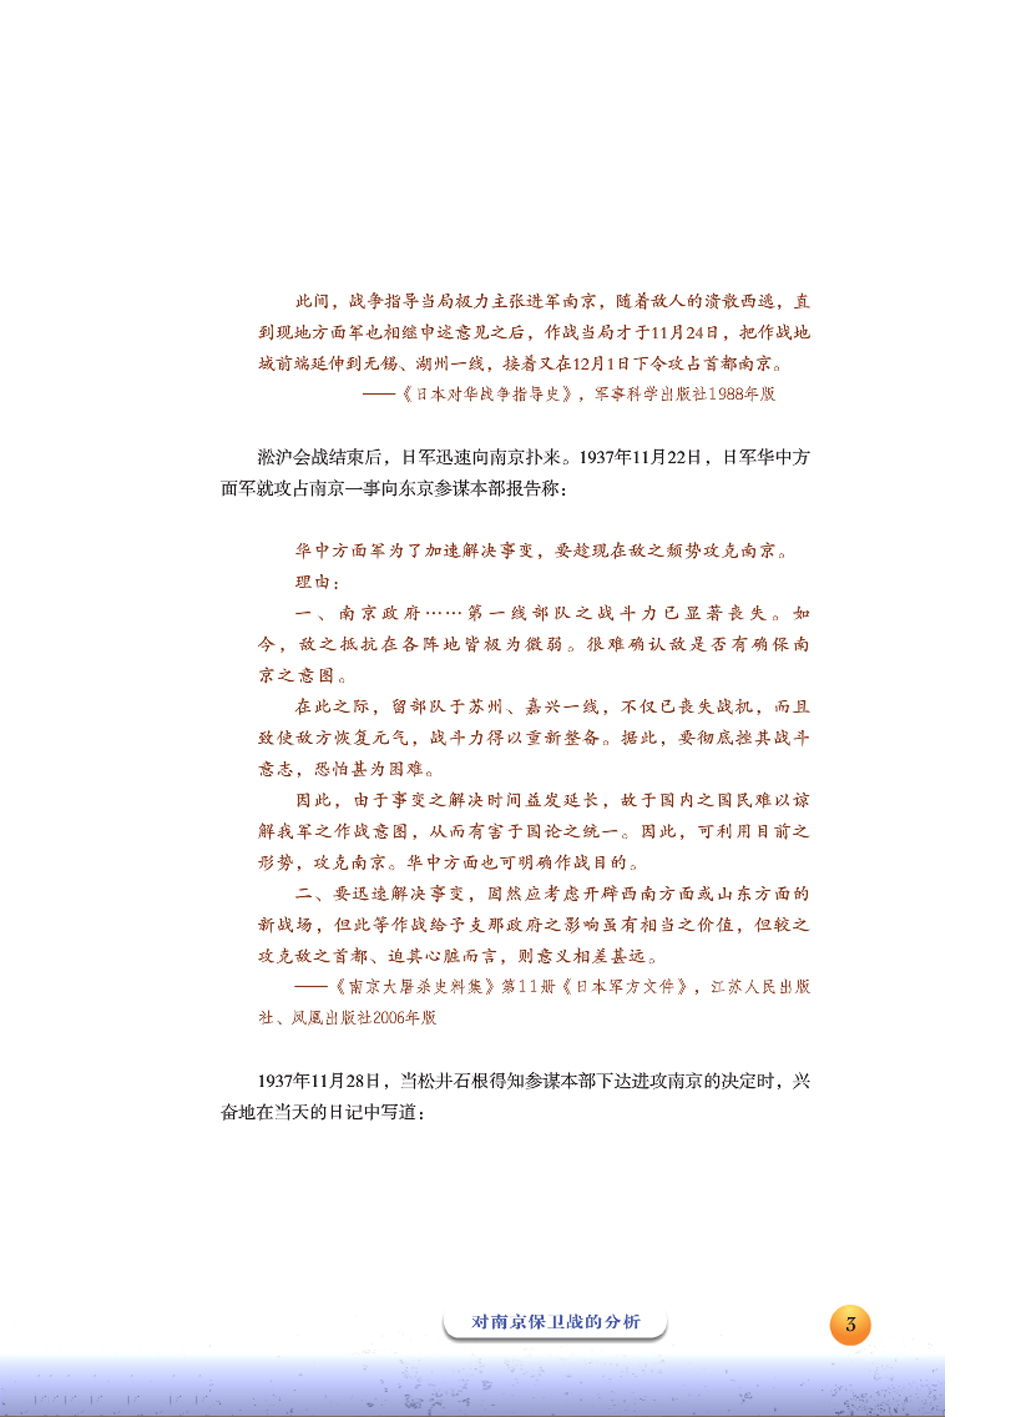 此间，战争指导当局极力主张进军南京，随着敌人的溃散西逃，直
到现地方面军也相继申述意见之后，作战当局才于11月24日，把作战地
域前端延伸到无锡、湖州一线，接着又在12月1日下令攻占首都南京。
——《日本对华战争指导史》，军事科学出版社1988年版
淞沪会战结束后，日军迅速向南京扑来。1937年11月22日，日军华中方
面军就攻占南京一事向东京参谋本部报告称：
华中方面军为了加速解决事变，要趁现在敌之颓势攻克南京。
理由：
一、南京政府……第一线部队之战斗力已显著丧失。如
今，敌之抵抗在各阵地皆极为微弱。很难确认敌是否有确保南
京之意图。
在此之际，留部队于苏州、嘉兴一线，不仅已丧失战机，而且
致使敌方恢复元气，战斗力得以重新整备。据此，要彻底挫其战斗
意志，恐怕甚为困难。
因此，由于事变之解决时间益发延长，故于国内之国民难以谅
解我军之作战意图，从而有害于国论之统一。因此，可利用目前之
形势，攻克南京。华中方面也可明确作战目的。
二、要迅速解决事变，固然应考虑开辟西南方面或山东方面的
新战场，但此等作战给予支那政府之影响虽有相当之价值，但较之
攻克敌之首都、迫其心脏而言，则意义相差甚远。
——《南京大屠杀史料集》第11册《日本军方文件》，江苏人民出版
社、凤凰出版社2006年版
1937年11月28日，当松井石根得知参谋本部下达进攻南京的决定时，兴
奋地在当天的日记中写道：
对南京保卫战的分析
3